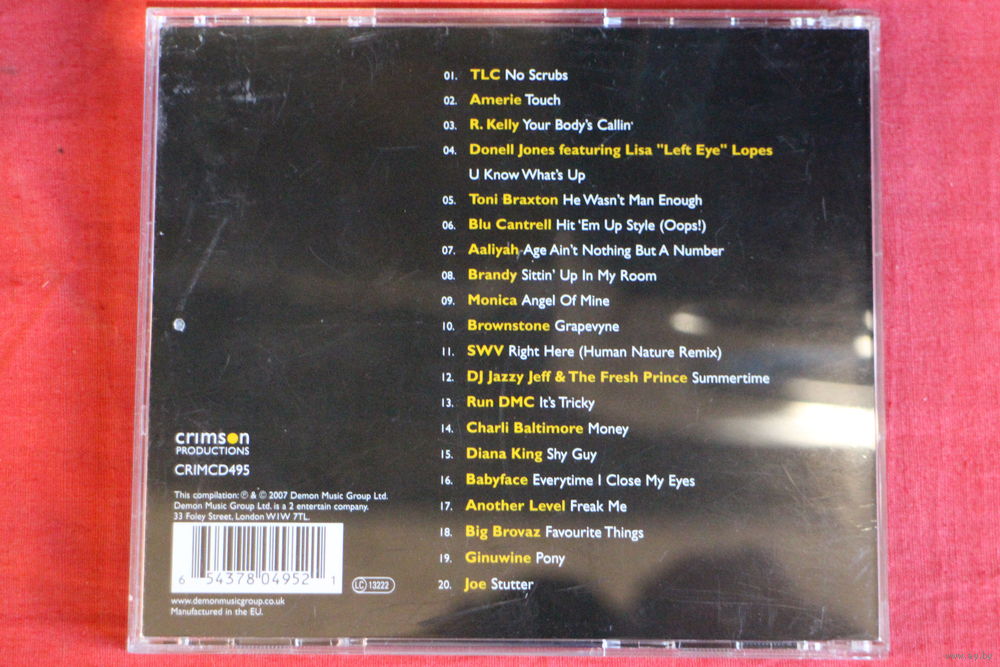 01. TLC No Scrubs
02. Amerie Touch
03. R. Kelly Your Body's Callin'
04. Donell Jones featuring Lisa "Left Eye" Lopes
U Know What's Up
05. Toni Braxton He Wasn't Man Enough
06. Blu Cantrell Hit 'Em Up Style (Oops!)
07. Aaliyah Age Ain't Nothing But A Number
08. Brandy Sittin' Up In My Room
09. Monica Angel Of Mine
10. Brownstone Grapevyne
11. SWV Right Here (Human Nature Remix)
12. DJ Jazzy Jeff & The Fresh Prince Summertime
13. Run DMC It's Tricky
14. Charli Baltimore Money
15. Diana King Shy Guy
16. Babyface Everytime I Close My Eyes
17. Another Level Freak Me
18. Big Brovaz Favourite Things
19. Ginuwine Pony
20. Joe Stutter
crimson
PRODUCTIONS
CRIMCD495
This compilation: ℗ & © 2007 Demon Music Group Ltd.
Demon Music Group Ltd. is a 2 entertain company.
33 Foley Street, London W1W 7TL.
6 54378 04952 1
LC 13222
www.demonmusicgroup.co.uk
Manufactured in the EU.